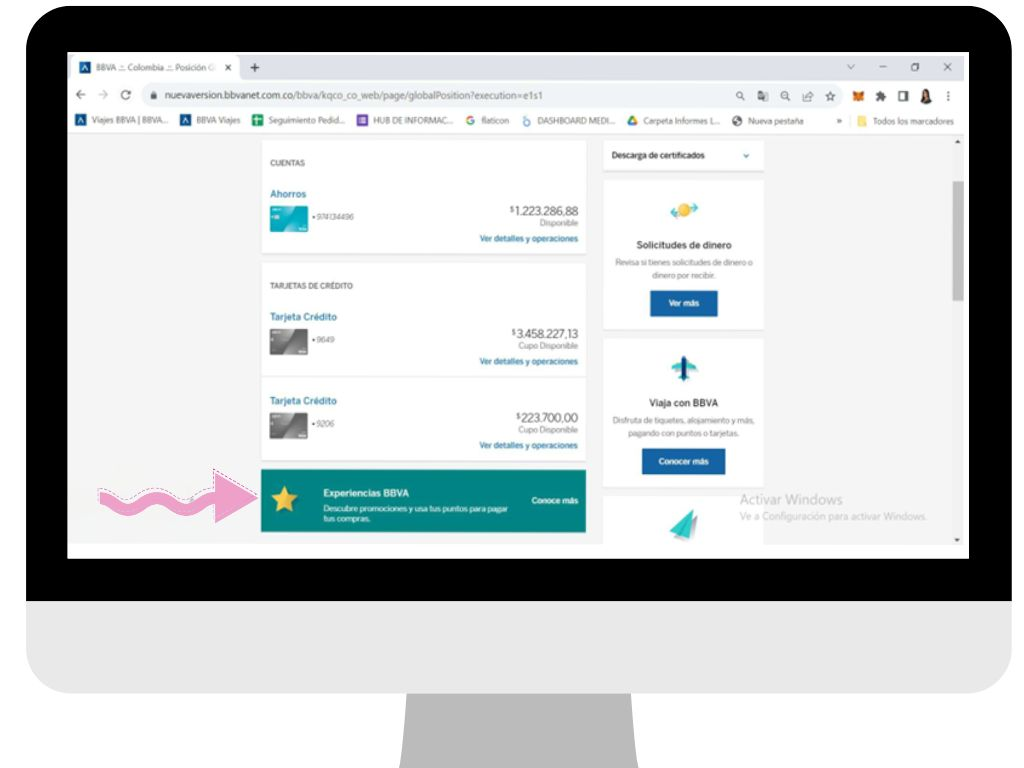 BBVA .:. Colombia .:. Posición G
nuevaversion.bbvanet.com.co/bbva/kqco_co_web/page/globalPosition?execution=e1s1
Viajes BBVA | BBVA...
BBVA Viajes
Seguimiento Pedid...
HUB DE INFORMAC...
flaticon
DASHBOARD MEDI...
Carpeta Informes L...
Nueva pestaña
»
Todos los marcadores
CUENTAS
Ahorros
$1.223.286,88
Disponible
Ver detalles y operaciones
TARJETAS DE CRÉDITO
Tarjeta Crédito
•9649
$3.458.227,13
Cupo Disponible
Ver detalles y operaciones
Tarjeta Crédito
•9206
$223.700,00
Cupo Disponible
Ver detalles y operaciones
Experiencias BBVA
Descubre promociones y usa tus puntos para pagar
tus compras.
Conoce más
Descarga de certificados
Solicitudes de dinero
Revisa si tienes solicitudes de dinero o
dinero por recibir.
Ver más
Viaja con BBVA
Disfruta de tiquetes, alojamiento y más,
pagando con puntos o tarjetas.
Conocer más
Activar Windows
Ve a Configuración para activar Windows.